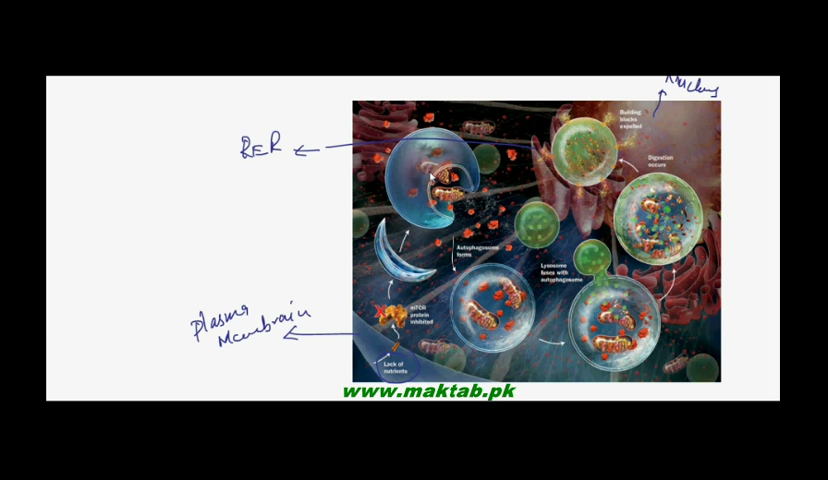 Nucleus
Building
blocks
expelled
RER
Digestion
occurs
Autophagosome
forms
Lysosome
fuses with
autophagosome
mTOR
protein
inhibited
Plasma
Membrain
Lack of
nutrients
www.maktab.pk